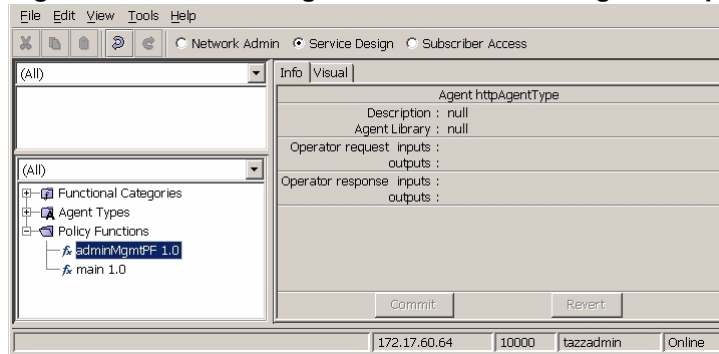 File Edit View Tools Help
Network Admin Service Design Subscriber Access
(All)
(All)
Functional Categories
Agent Types
Policy Functions
fx adminMgmtPF 1.0
fx main 1.0
Info Visual
Agent httpAgentType
Description : null
Agent Library : null
Operator request inputs :
outputs :
Operator response inputs :
outputs :
Commit Revert
172.17.60.64 10000 tazzadmin Online